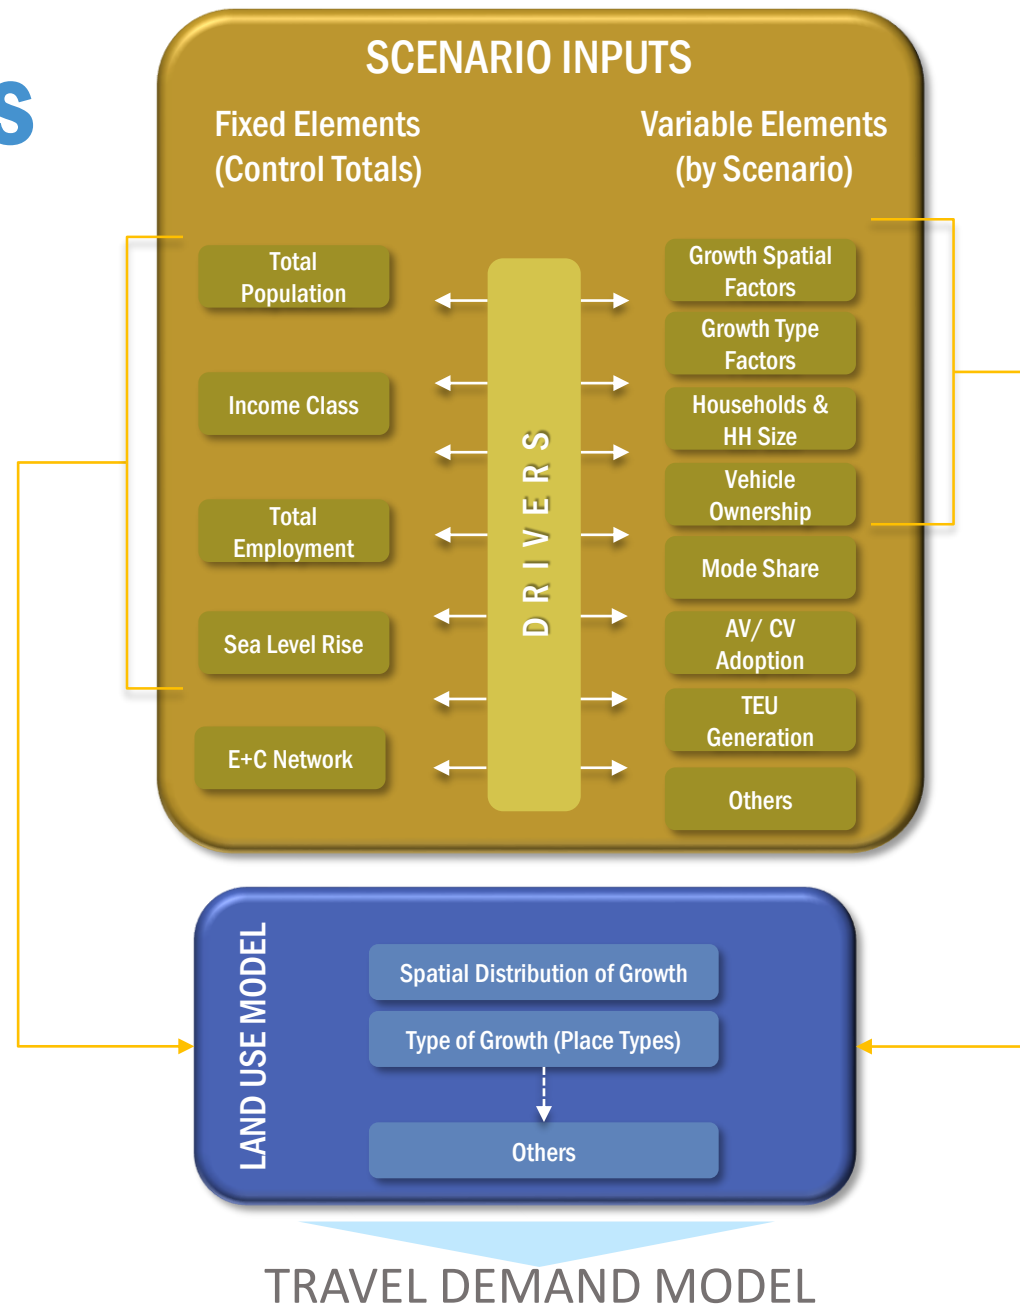 s
SCENARIO INPUTS
Fixed Elements
(Control Totals)
Variable Elements
(by Scenario)
Total
Population
Income Class
Total
Employment
Sea Level Rise
E+C Network
DRIVERS
Growth Spatial
Factors
Growth Type
Factors
Households &
HH Size
Vehicle
Ownership
Mode Share
AV/ CV
Adoption
TEU
Generation
Others
LAND USE MODEL
Spatial Distribution of Growth
Type of Growth (Place Types)
Others
TRAVEL DEMAND MODEL